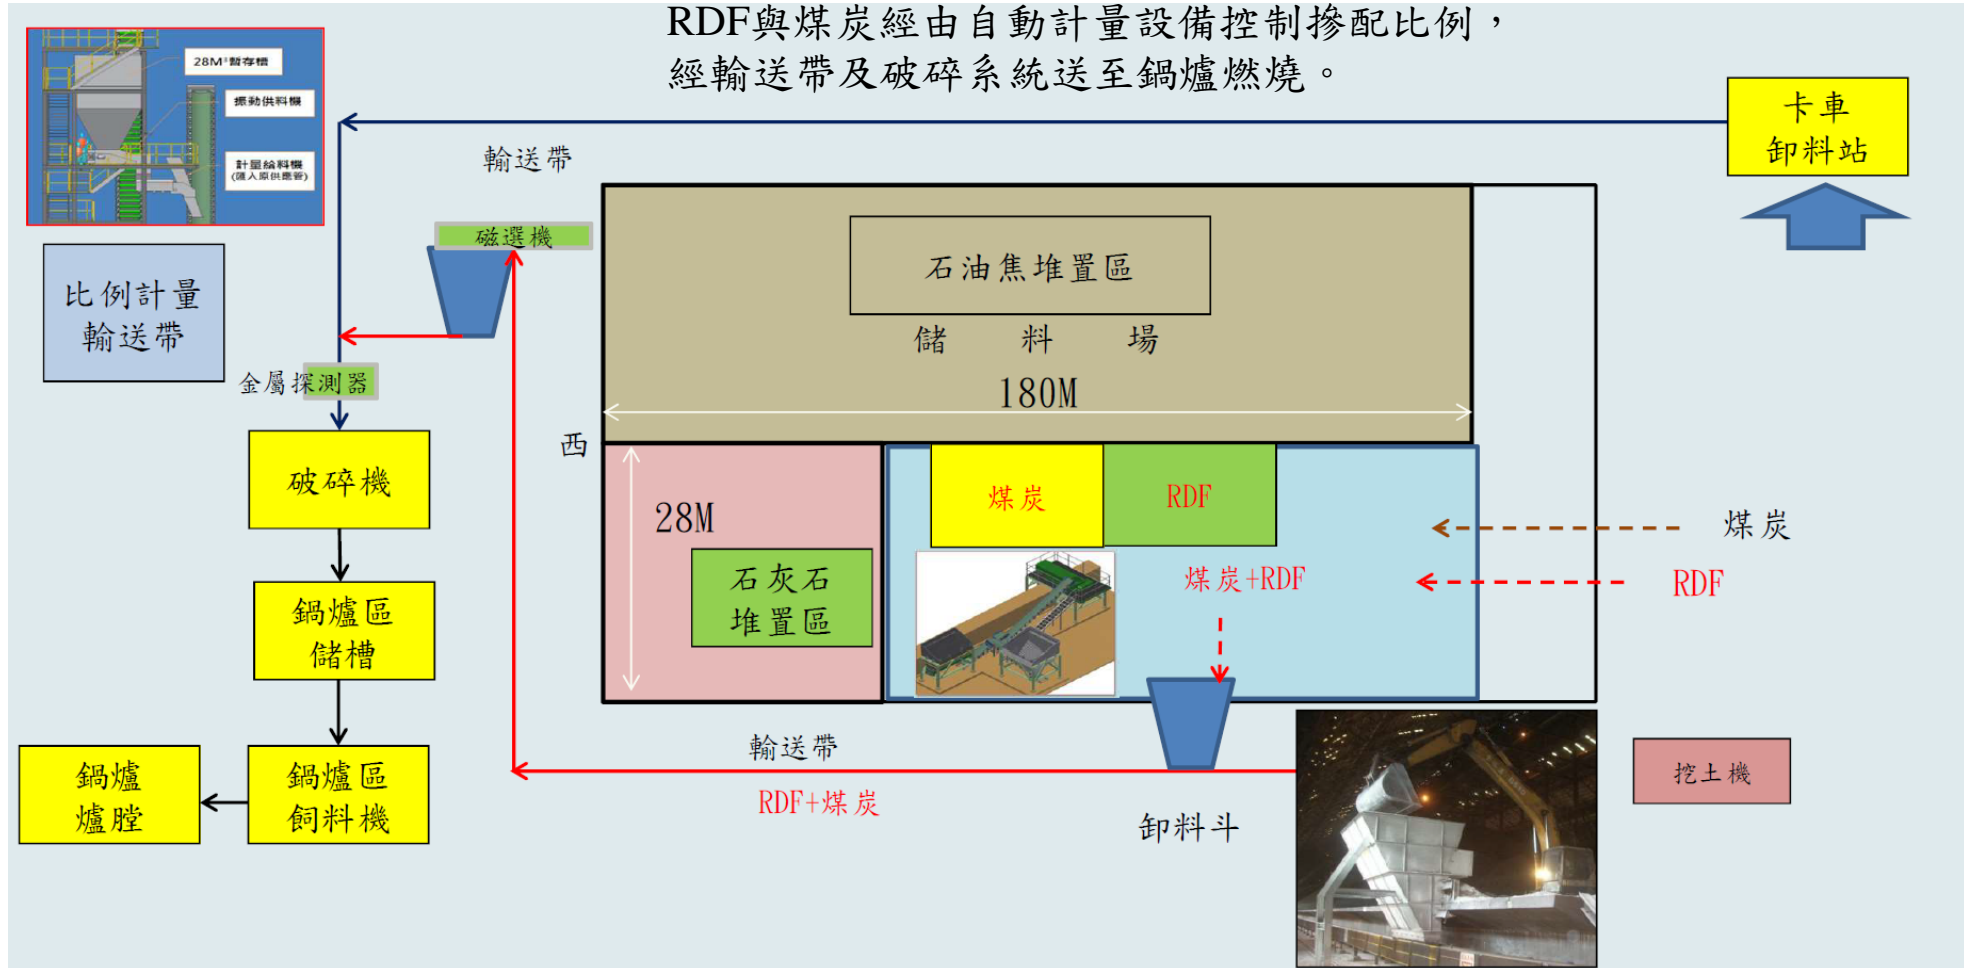 RDF與煤炭經由自動計量設備控制摻配比例，
經輸送帶及破碎系統送至鍋爐燃燒。
28M³暫存槽
振動供料機
計量給料機
(匯入原供應管)
卡車
卸料站
輸送帶
磁選機
比例計量
輸送帶
石油焦堆置區
儲料場
180M
金屬探測器
西
破碎機
28M
煤炭
RDF
煤炭
石灰石
堆置區
煤炭+RDF
RDF
鍋爐區
儲槽
輸送帶
RDF+煤炭
鍋爐
爐膛
鍋爐區
飼料機
卸料斗
挖土機